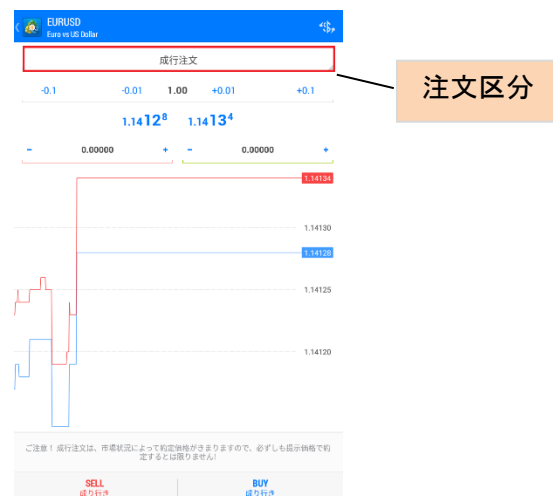 EURUSD
Euro vs US Dollar
成行注文
注文区分
-0.1 -0.01 1.00 +0.01 +0.1
1.14128 1.14134
- 0.00000 + - 0.00000 +
1.14134
1.14130
1.14128
1.14125
1.14120
ご注意！ 成行注文は、市場状況によって約定価格がきまりますので、必ずしも提示価格で約
定するとは限りません!
SELL BUY
成り行き 成り行き